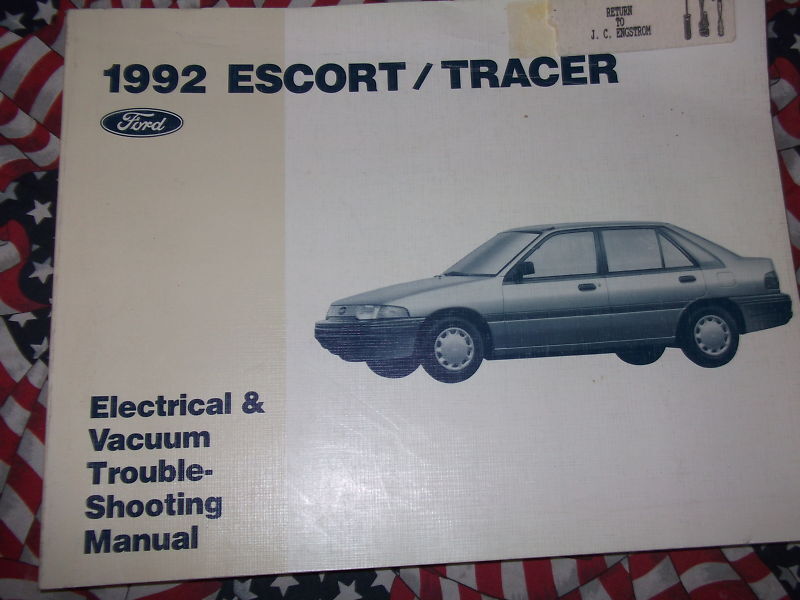 RETURN
TO
J. C. ENGSTROM
1992 ESCORT / TRACER
Ford
Electrical &
Vacuum
Trouble-
Shooting
Manual